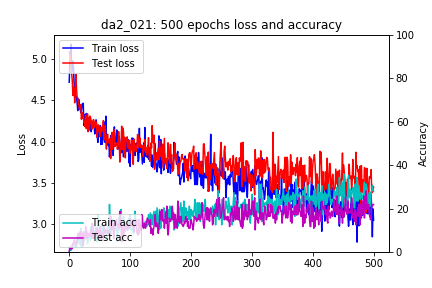 da2_021: 500 epochs loss and accuracy
Train loss
Test loss
Train acc
Test acc
Loss
5.0
4.5
4.0
3.5
3.0
Accuracy
100
80
60
40
20
0
0
100
200
300
400
500